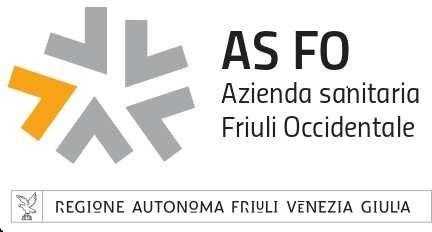 AS FO
Azienda sanitaria
Friuli Occidentale
REGIONE AUTONOMA FRIULI VENEZIA GIULIA